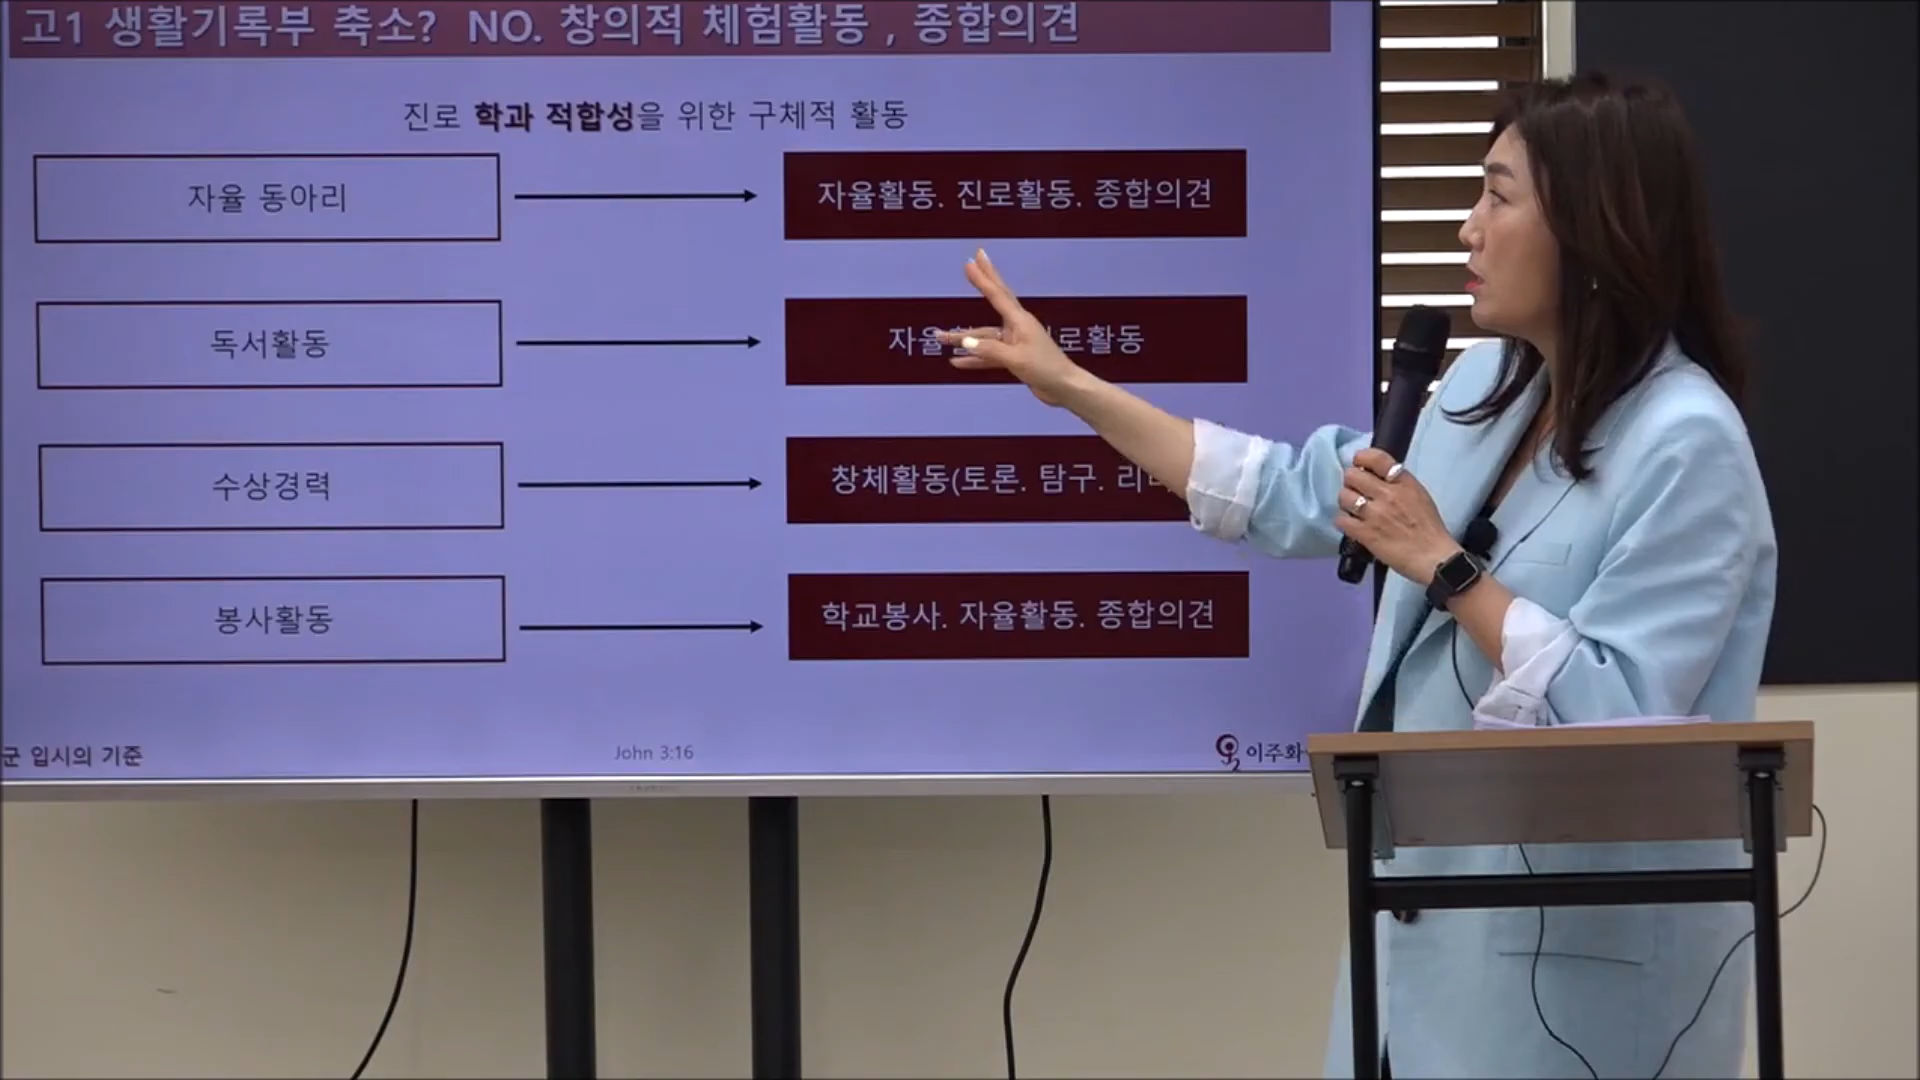 고1 생활기록부 축소? NO. 창의적 체험활동 , 종합의견
진로 학과 적합성을 위한 구체적 활동
자율 동아리
자율활동. 진로활동. 종합의견
독서활동
수상경력
창체활동(토론. 탐구.
봉사활동
학교봉사. 자율활동. 종합의견
군 입시의 기준
John 3:16
이주화